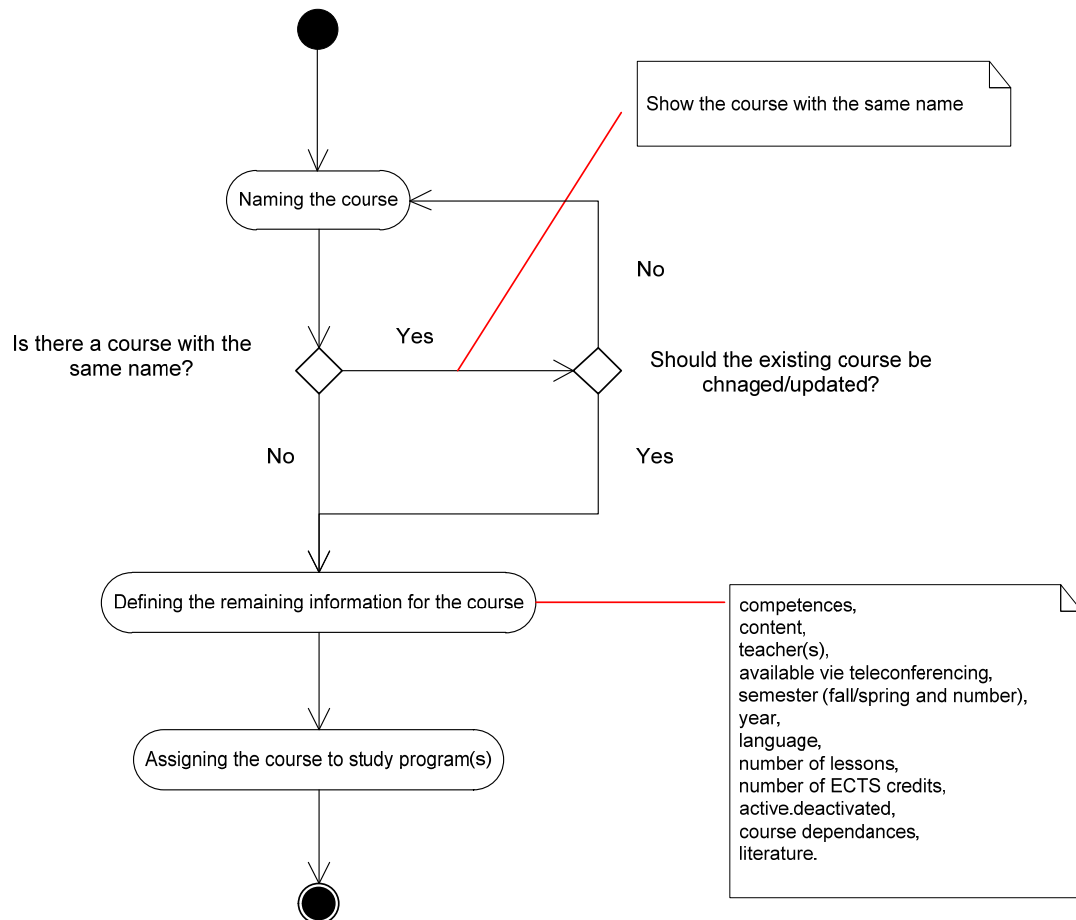 Show the course with the same name
Naming the course
No
Is there a course with the
same name?
Yes
Should the existing course be
chnaged/updated?
No
Yes
Defining the remaining information for the course
competences,
content,
teacher(s),
available vie teleconferencing,
semester (fall/spring and number),
year,
language,
number of lessons,
number of ECTS credits,
active.deactivated,
course dependances,
literature.
Assigning the course to study program(s)